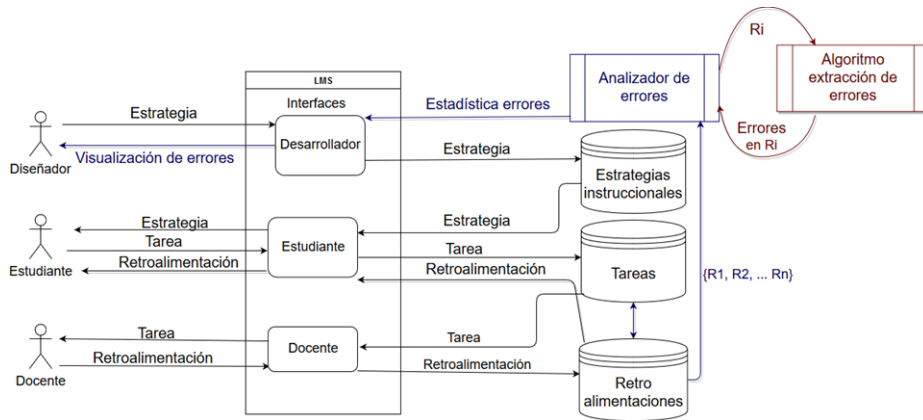 Ri
LMS
Interfaces
Analizador de
errores
Algoritmo
extracción de
errores
Estrategia
Estadística errores
Desarrollador
Errores
en Ri
Visualización de errores
Diseñador
Estrategia
Estrategias
instruccionales
Estrategia
Estrategia
Tarea
Estudiante
Tarea
Estudiante
Retroalimentación
Retroalimentación
Tareas
{R1, R2, ... Rn}
Tarea
Tarea
Docente
Retroalimentación
Retroalimentación
Docente
Retro
alimentaciones